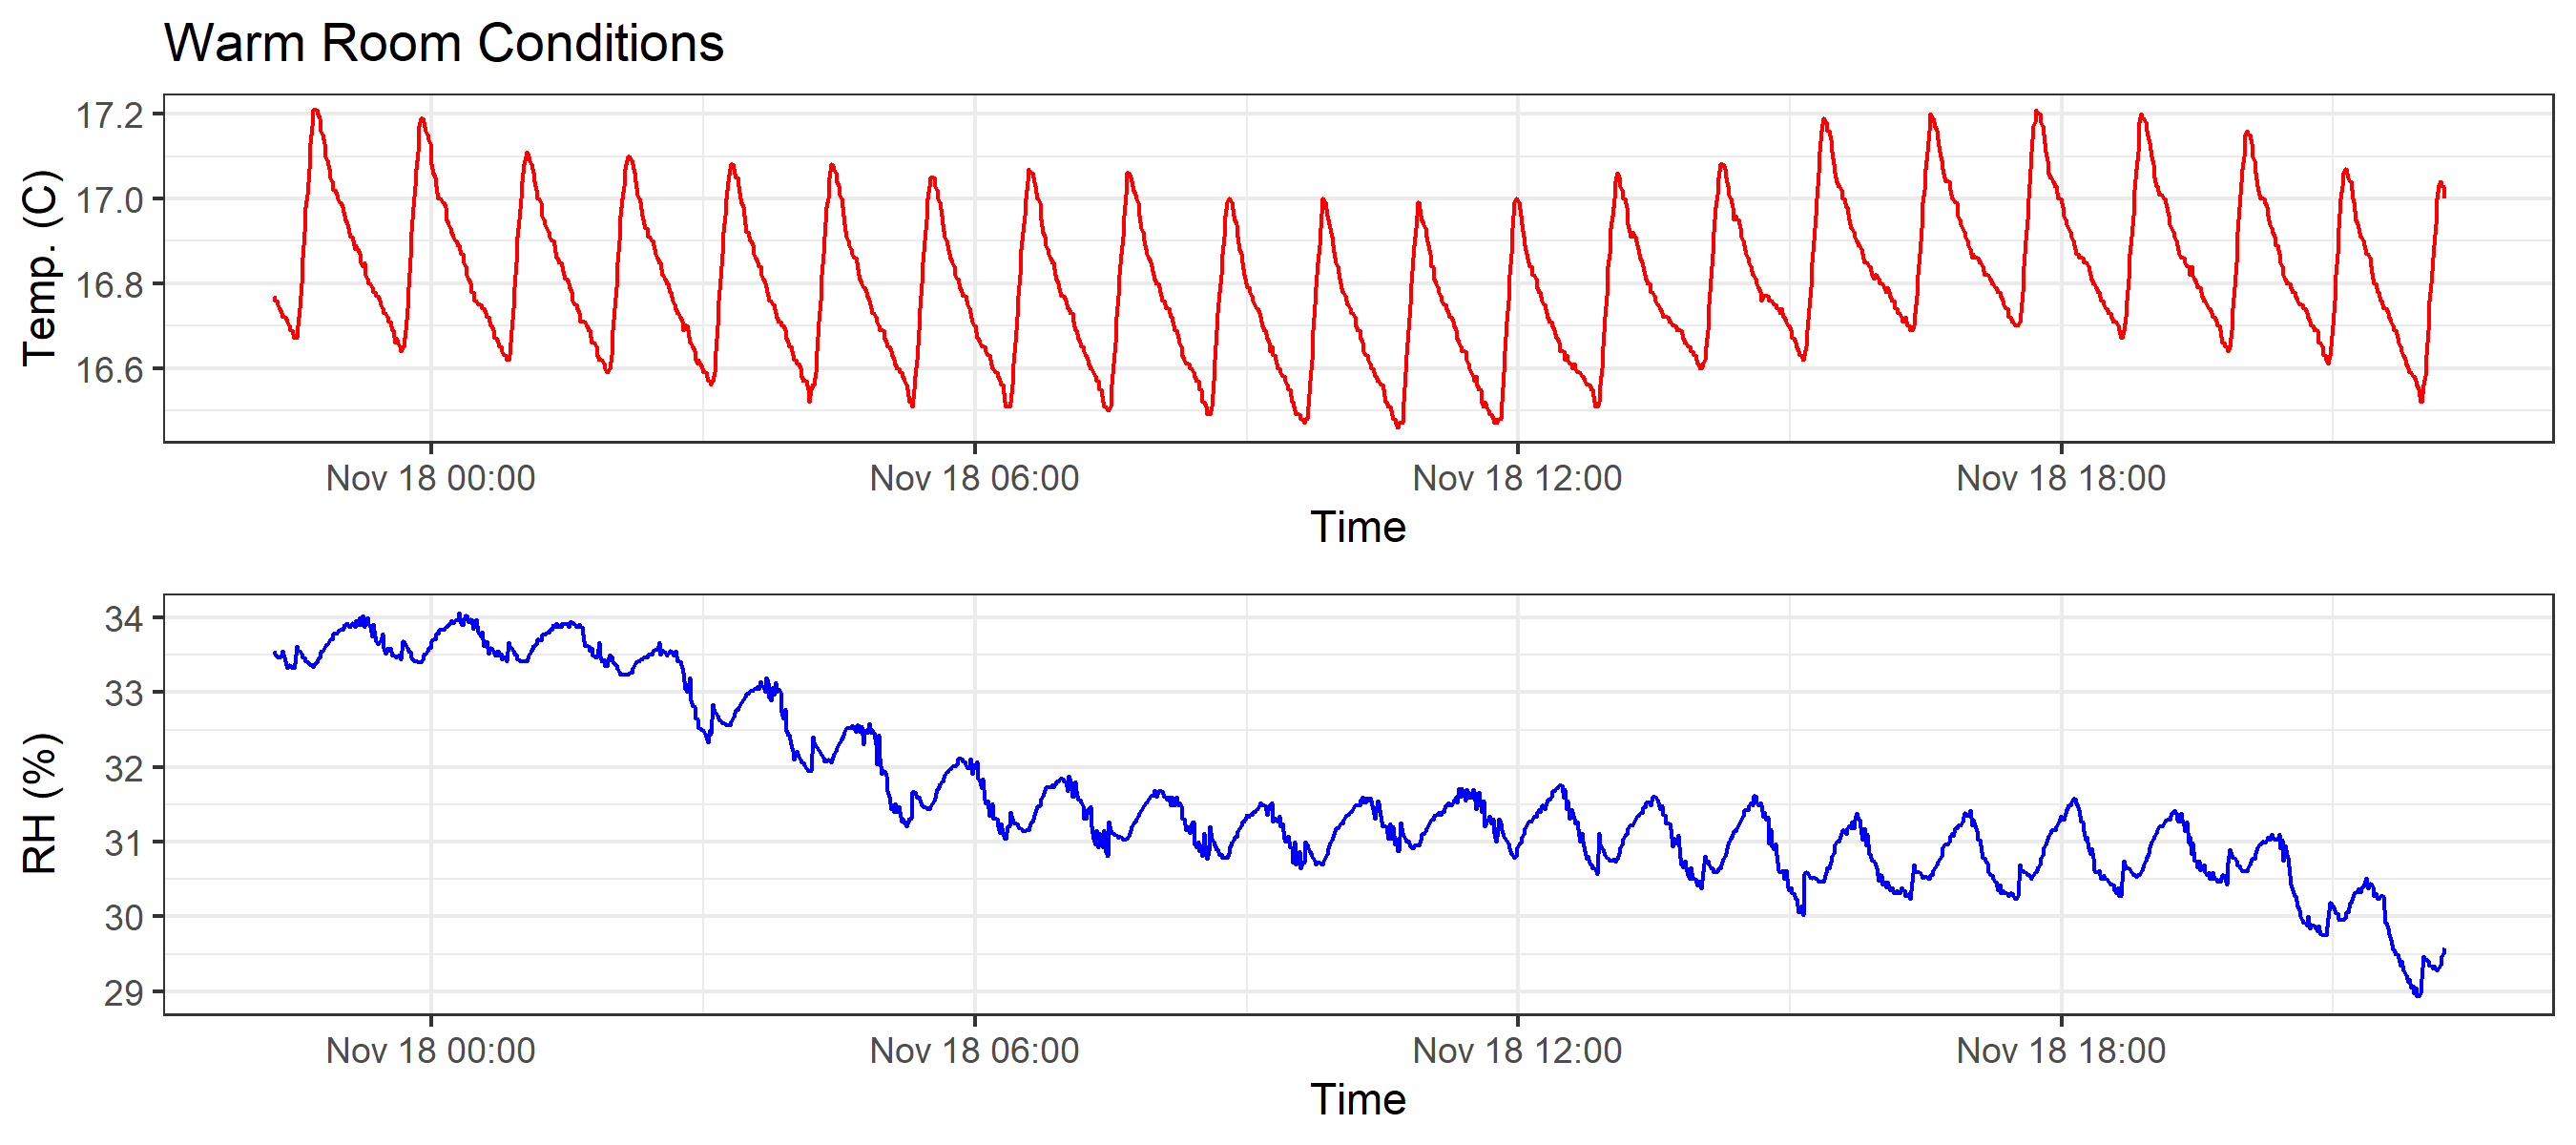 Warm Room Conditions
17.2
17.0
16.8
16.6
Temp. (C)
Nov 18 00:00 Nov 18 06:00 Nov 18 12:00 Nov 18 18:00
Time
34
33
32
31
30
29
RH (%)
Nov 18 00:00 Nov 18 06:00 Nov 18 12:00 Nov 18 18:00
Time